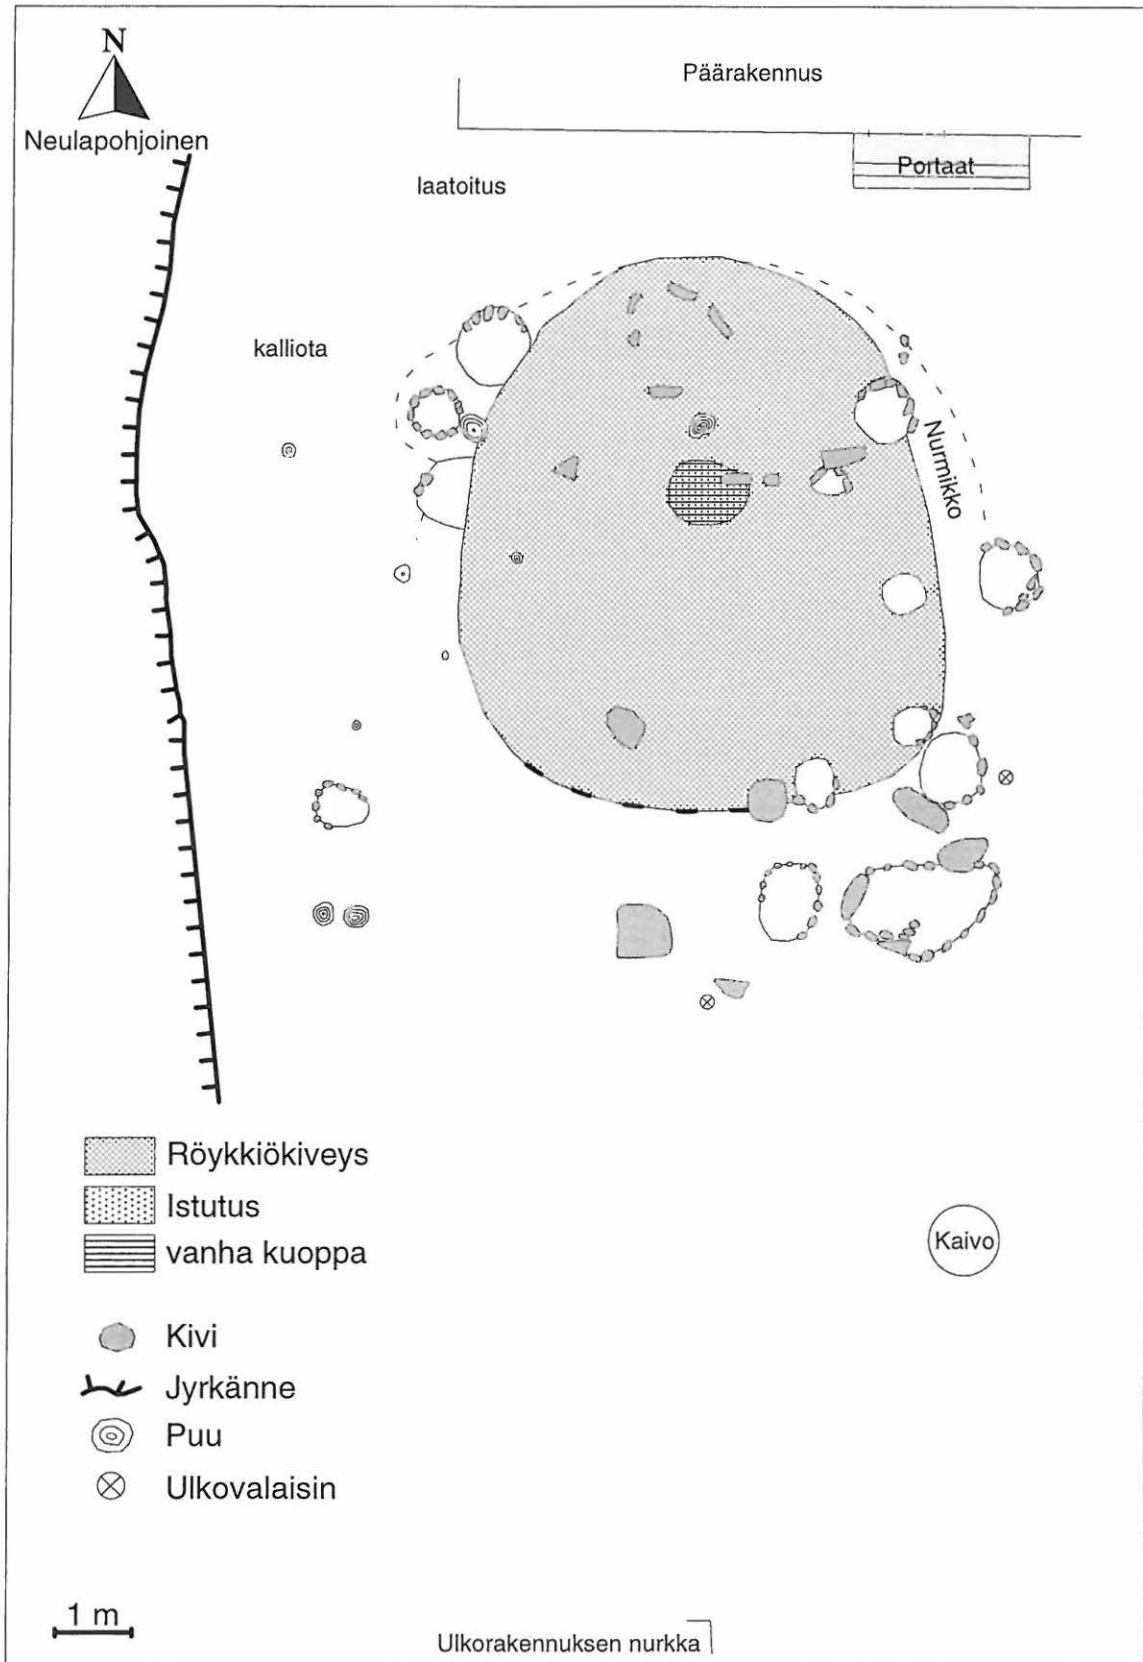 N
Neulapohjoinen
Päärakennus
Portaat
laatoitus
kalliota
Nurmikko
Röykkiökiveys
Istutus
vanha kuoppa
Kaivo
Kivi
Jyrkänne
Puu
Ulkovalaisin
1 m
Ulkorakennuksen nurkka